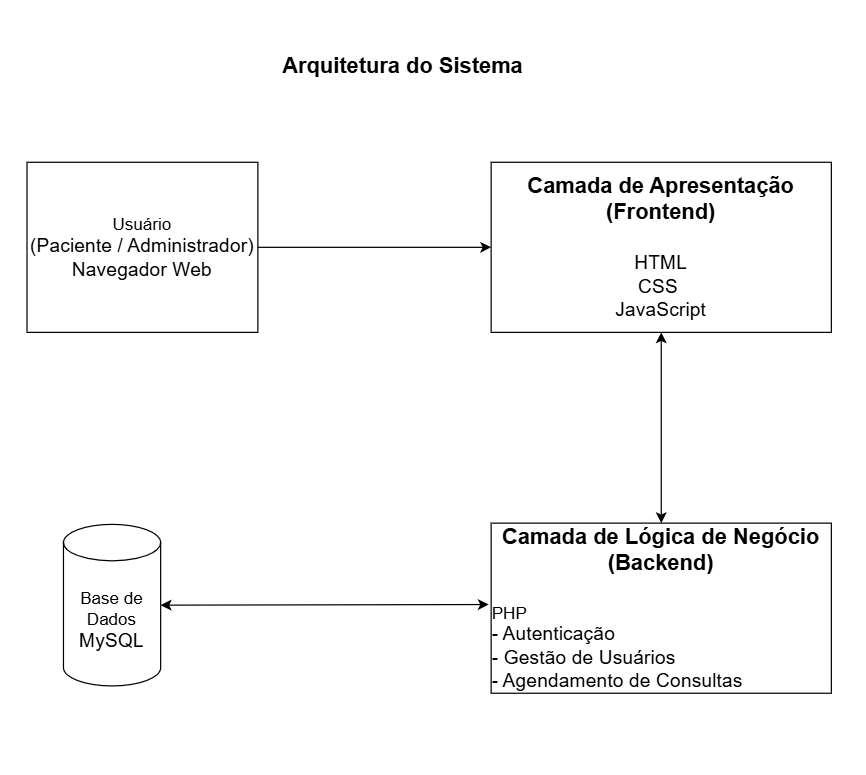 Arquitetura do Sistema
Usuário
(Paciente / Administrador)
Navegador Web
Camada de Apresentação
(Frontend)
HTML
CSS
JavaScript
Base de
Dados
MySQL
Camada de Lógica de Negócio
(Backend)
PHP
- Autenticação
- Gestão de Usuários
- Agendamento de Consultas